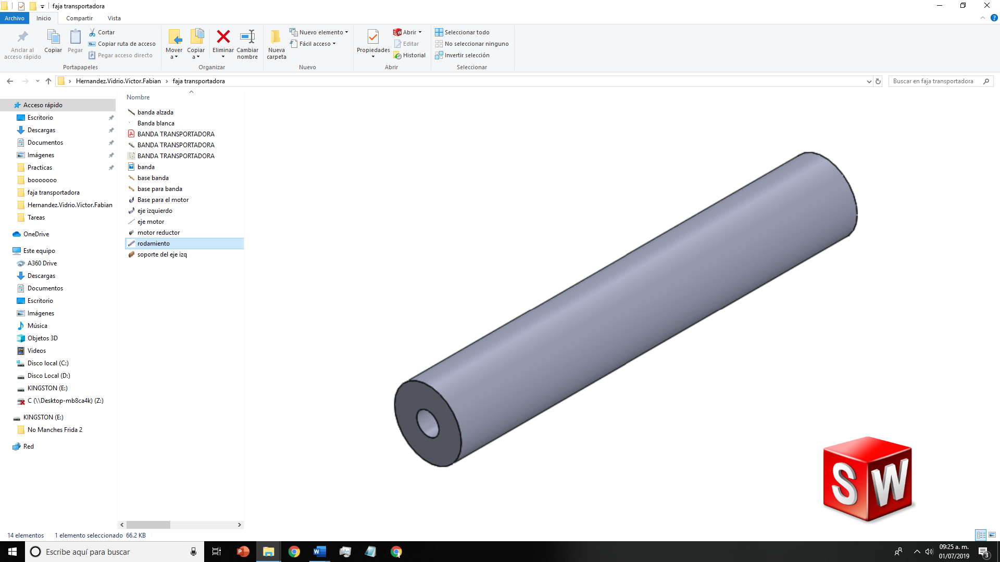 faja transportadora
Archivo Inicio Compartir Vista
Anclar al acceso rápido
Copiar
Pegar
Cortar
Copiar ruta de acceso
Pegar acceso directo
Portapapeles
Mover a
Copiar a
Eliminar
Cambiar nombre
Organizar
Nueva carpeta
Nuevo elemento
Fácil acceso
Nuevo
Propiedades
Abrir
Editar
Historial
Abrir
Seleccionar todo
No seleccionar ninguno
Invertir selección
Seleccionar
Hernandez.Vidrio.Victor.Fabian > faja transportadora
Buscar en faja transportadora
Acceso rápido
Escritorio
Descargas
Documentos
Imágenes
Practicas
booooooo
faja transportadora
Hernandez.Vidrio.Victor.Fabian
Tareas
OneDrive
Este equipo
A360 Drive
Descargas
Documentos
Escritorio
Imágenes
Música
Objetos 3D
Videos
Disco local (C:)
Disco Local (D:)
KINGSTON (E:)
C (\\Desktop-mb8ca4k) (Z:)
KINGSTON (E:)
No Manches Frida 2
Red
Nombre
banda alzada
Banda blanca
BANDA TRANSPORTADORA
BANDA TRANSPORTADORA
BANDA TRANSPORTADORA
banda
base banda
base para banda
Base para el motor
eje izquierdo
eje motor
motor reductor
rodamiento
soporte del eje izq
SW
14 elementos 1 elemento seleccionado 66.2 KB
Escribe aquí para buscar
09:25 a. m.
01/07/2019
3